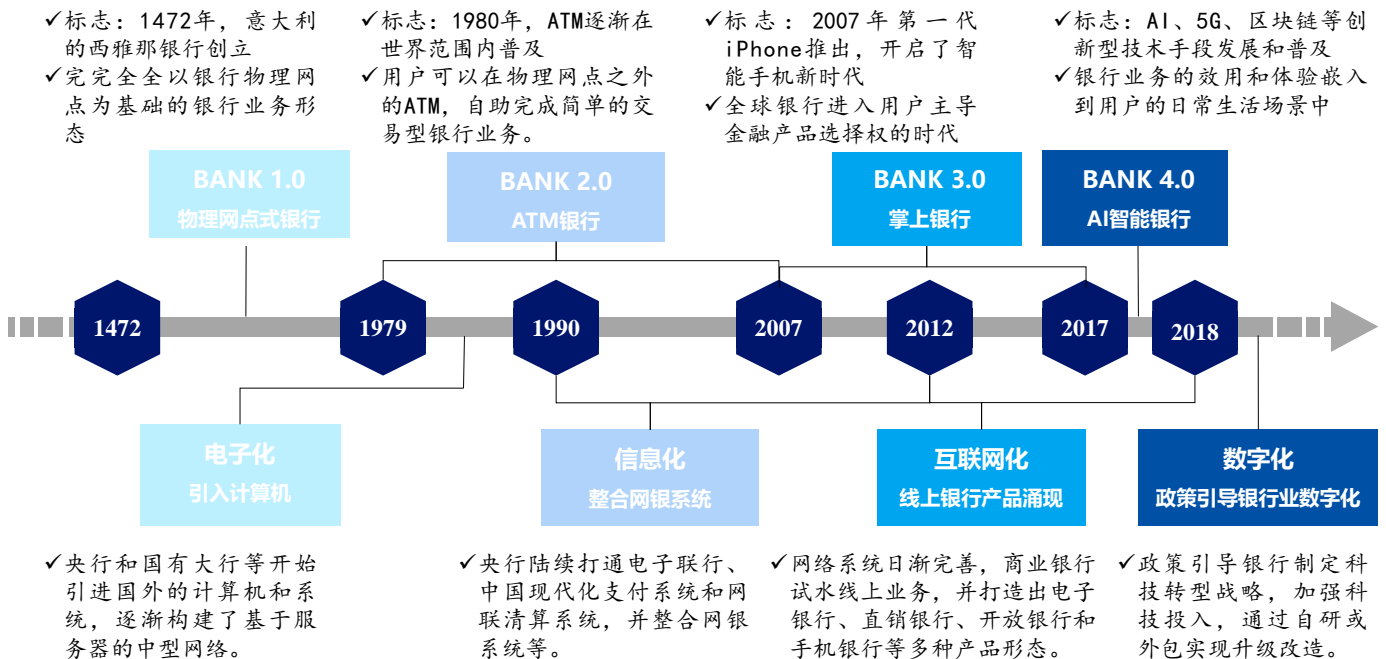 ✓标志：1472年，意大利
的西雅那银行创立
✓完完全全以银行物理网
点为基础的银行业务形
态
✓标志：1980年，ATM逐渐在
世界范围内普及
✓用户可以在物理网点之外
的ATM，自助完成简单的交
易型银行业务。
✓标志：2007年第一代
iPhone推出，开启了智
能手机新时代
✓全球银行进入用户主导
金融产品选择权的时代
✓标志：AI、5G、区块链等创
新型技术手段发展和普及
✓银行业务的效用和体验嵌入
到用户的日常生活场景中
BANK 1.0
物理网点式银行
BANK 2.0
ATM银行
BANK 3.0
掌上银行
BANK 4.0
AI智能银行
1472
1979
1990
2007
2012
2017
2018
电子化
引入计算机
信息化
整合网银系统
互联网化
线上银行产品涌现
数字化
政策引导银行业数字化
✓央行和国有大行等开始
引进国外的计算机和系
统，逐渐构建了基于服
务器的中型网络。
✓央行陆续打通电子联行、
中国现代化支付系统和网
联清算系统，并整合网银
系统等。
✓网络系统日渐完善，商业银行
试水线上业务，并打造出电子
银行、直销银行、开放银行和
手机银行等多种产品形态。
✓政策引导银行制定科
技转型战略，加强科
技投入，通过自研或
外包实现升级改造。